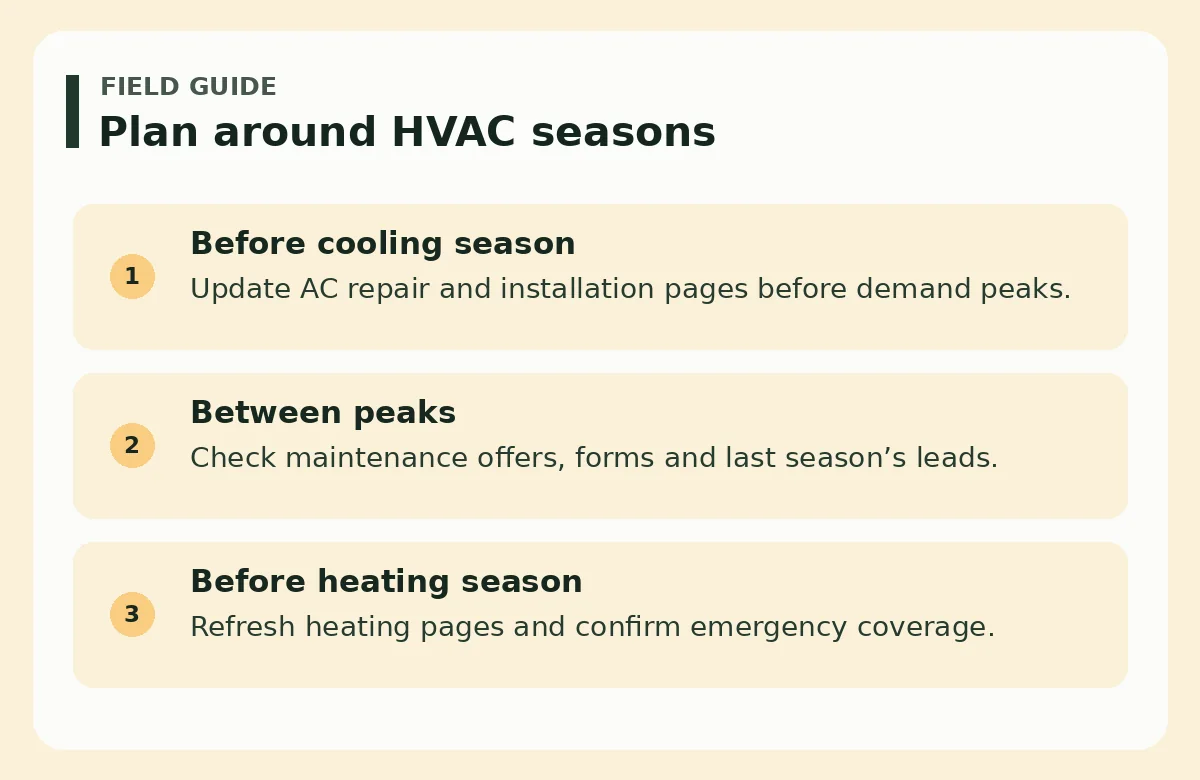 FIELD GUIDE
Plan around HVAC seasons
Before cooling season
1
Update AC repair and installation pages before demand peaks.
Between peaks
2
Check maintenance offers, forms and last season’s leads.
Before heating season
3
Refresh heating pages and confirm emergency coverage.